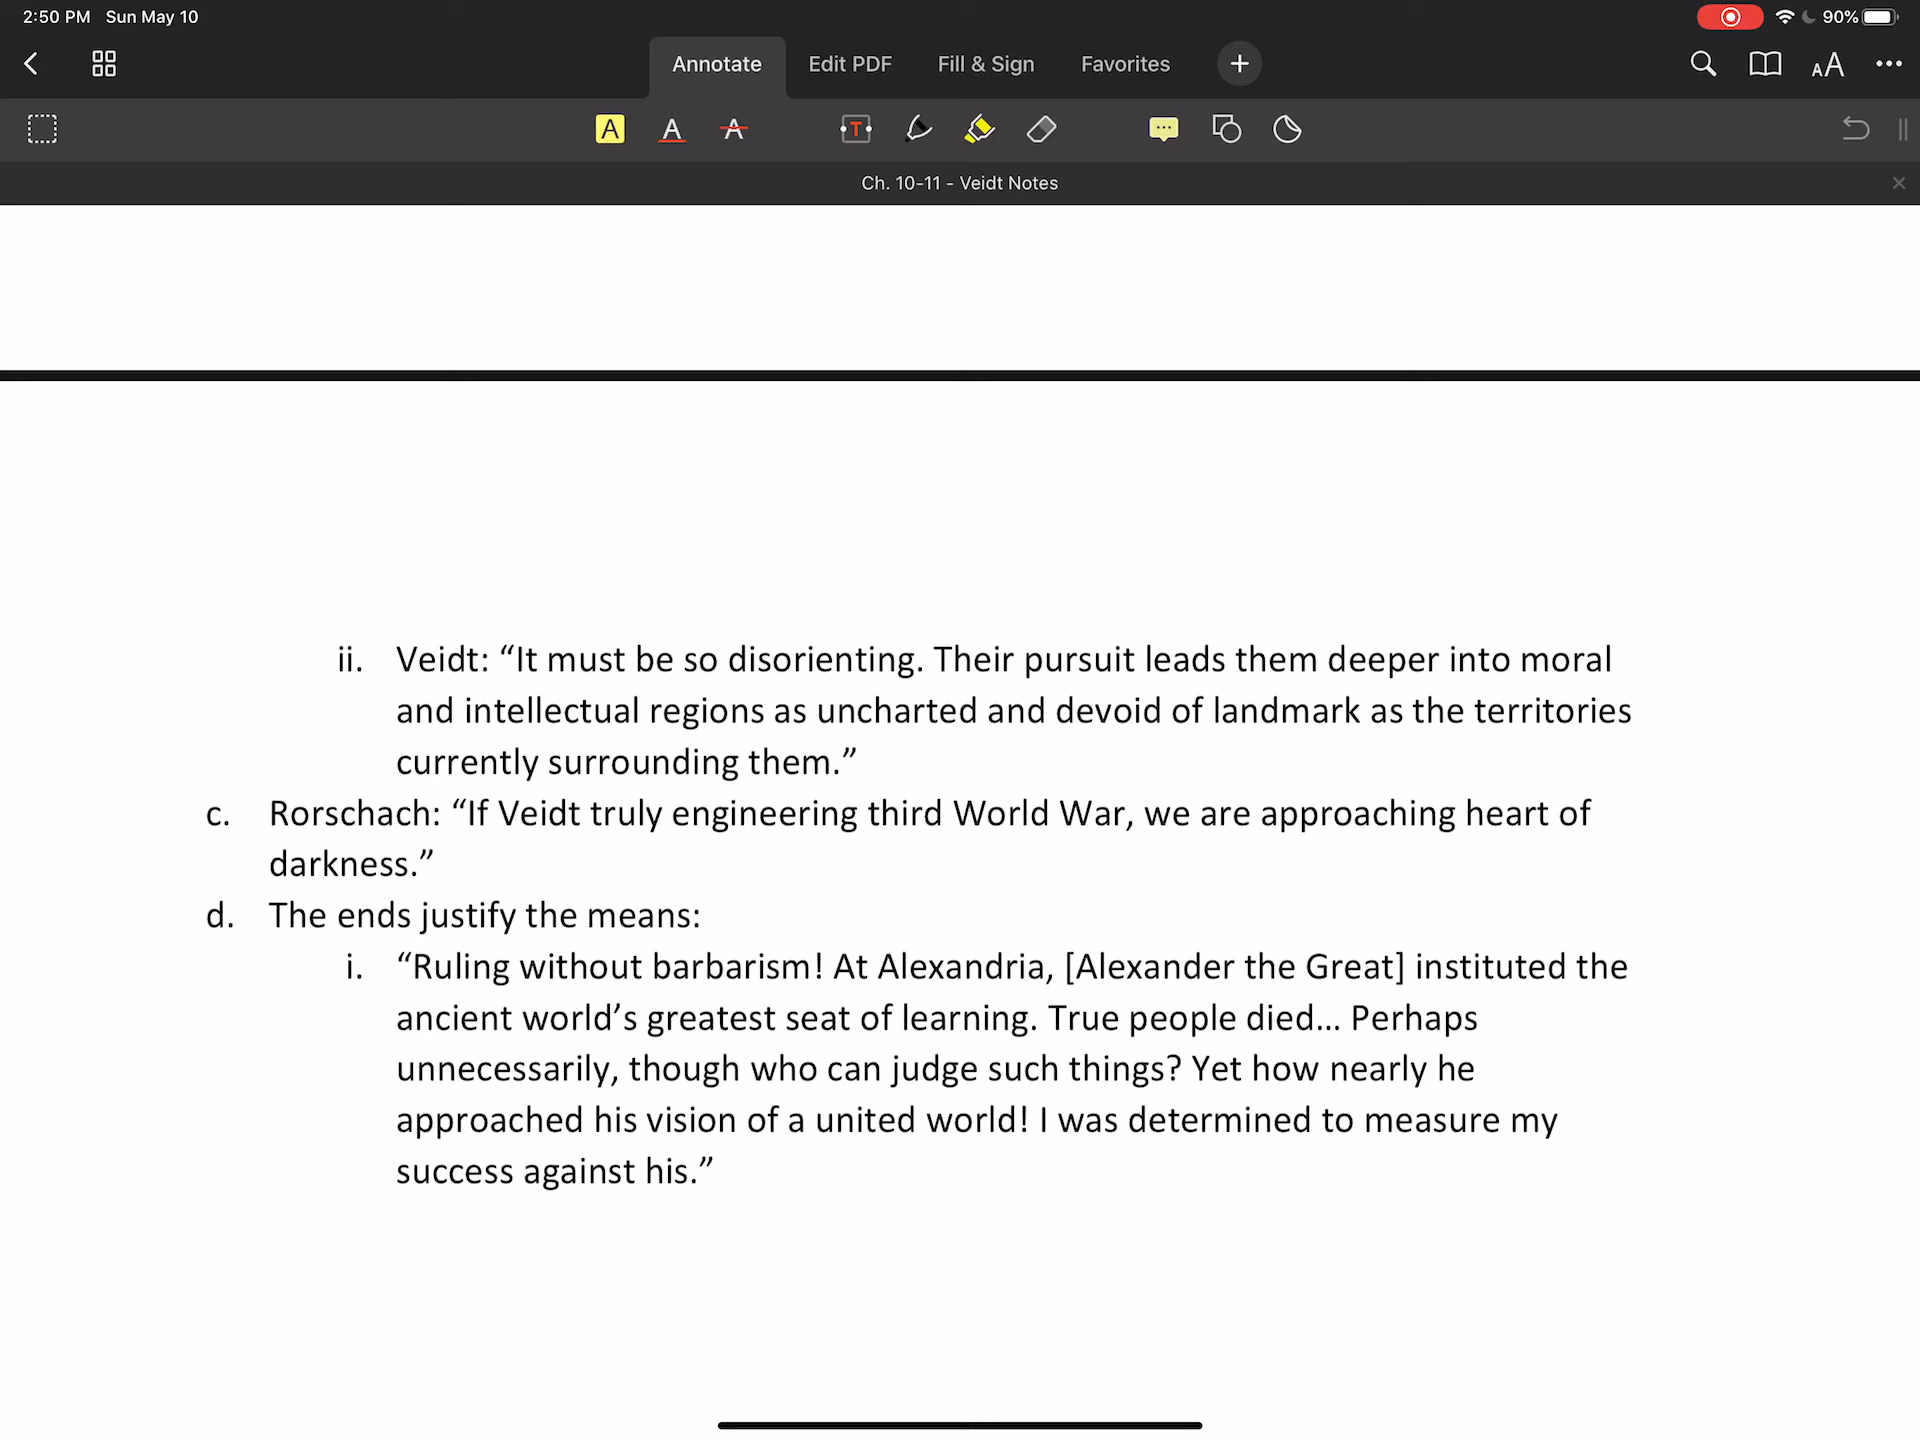 2:50 PM Sun May 10
90%
Annotate Edit PDF Fill & Sign Favorites
AA
A A A T
Ch. 10-11 - Veidt Notes
ii. Veidt: “It must be so disorienting. Their pursuit leads them deeper into moral
and intellectual regions as uncharted and devoid of landmark as the territories
currently surrounding them.”
c. Rorschach: “If Veidt truly engineering third World War, we are approaching heart of
darkness.”
d. The ends justify the means:
i. “Ruling without barbarism! At Alexandria, [Alexander the Great] instituted the
ancient world’s greatest seat of learning. True people died... Perhaps
unnecessarily, though who can judge such things? Yet how nearly he
approached his vision of a united world! I was determined to measure my
success against his.”